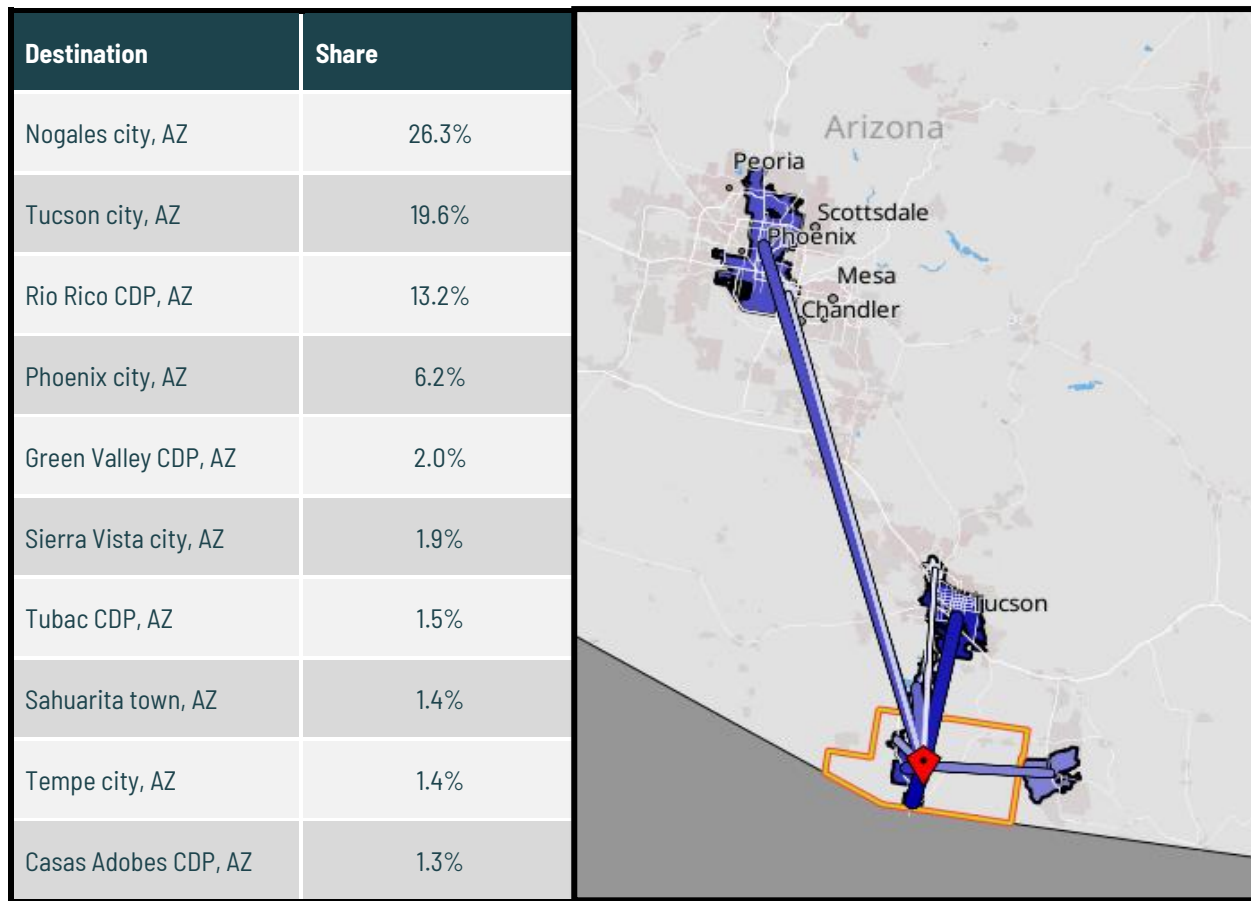 Destination Share
Nogales city, AZ 26.3%
Tucson city, AZ 19.6%
Rio Rico CDP, AZ 13.2%
Phoenix city, AZ 6.2%
Green Valley CDP, AZ 2.0%
Sierra Vista city, AZ 1.9%
Tubac CDP, AZ 1.5%
Sahuarita town, AZ 1.4%
Tempe city, AZ 1.4%
Casas Adobes CDP, AZ 1.3%
Arizona
Peoria
Scottsdale
Phoenix
Mesa
Chandler
Tucson